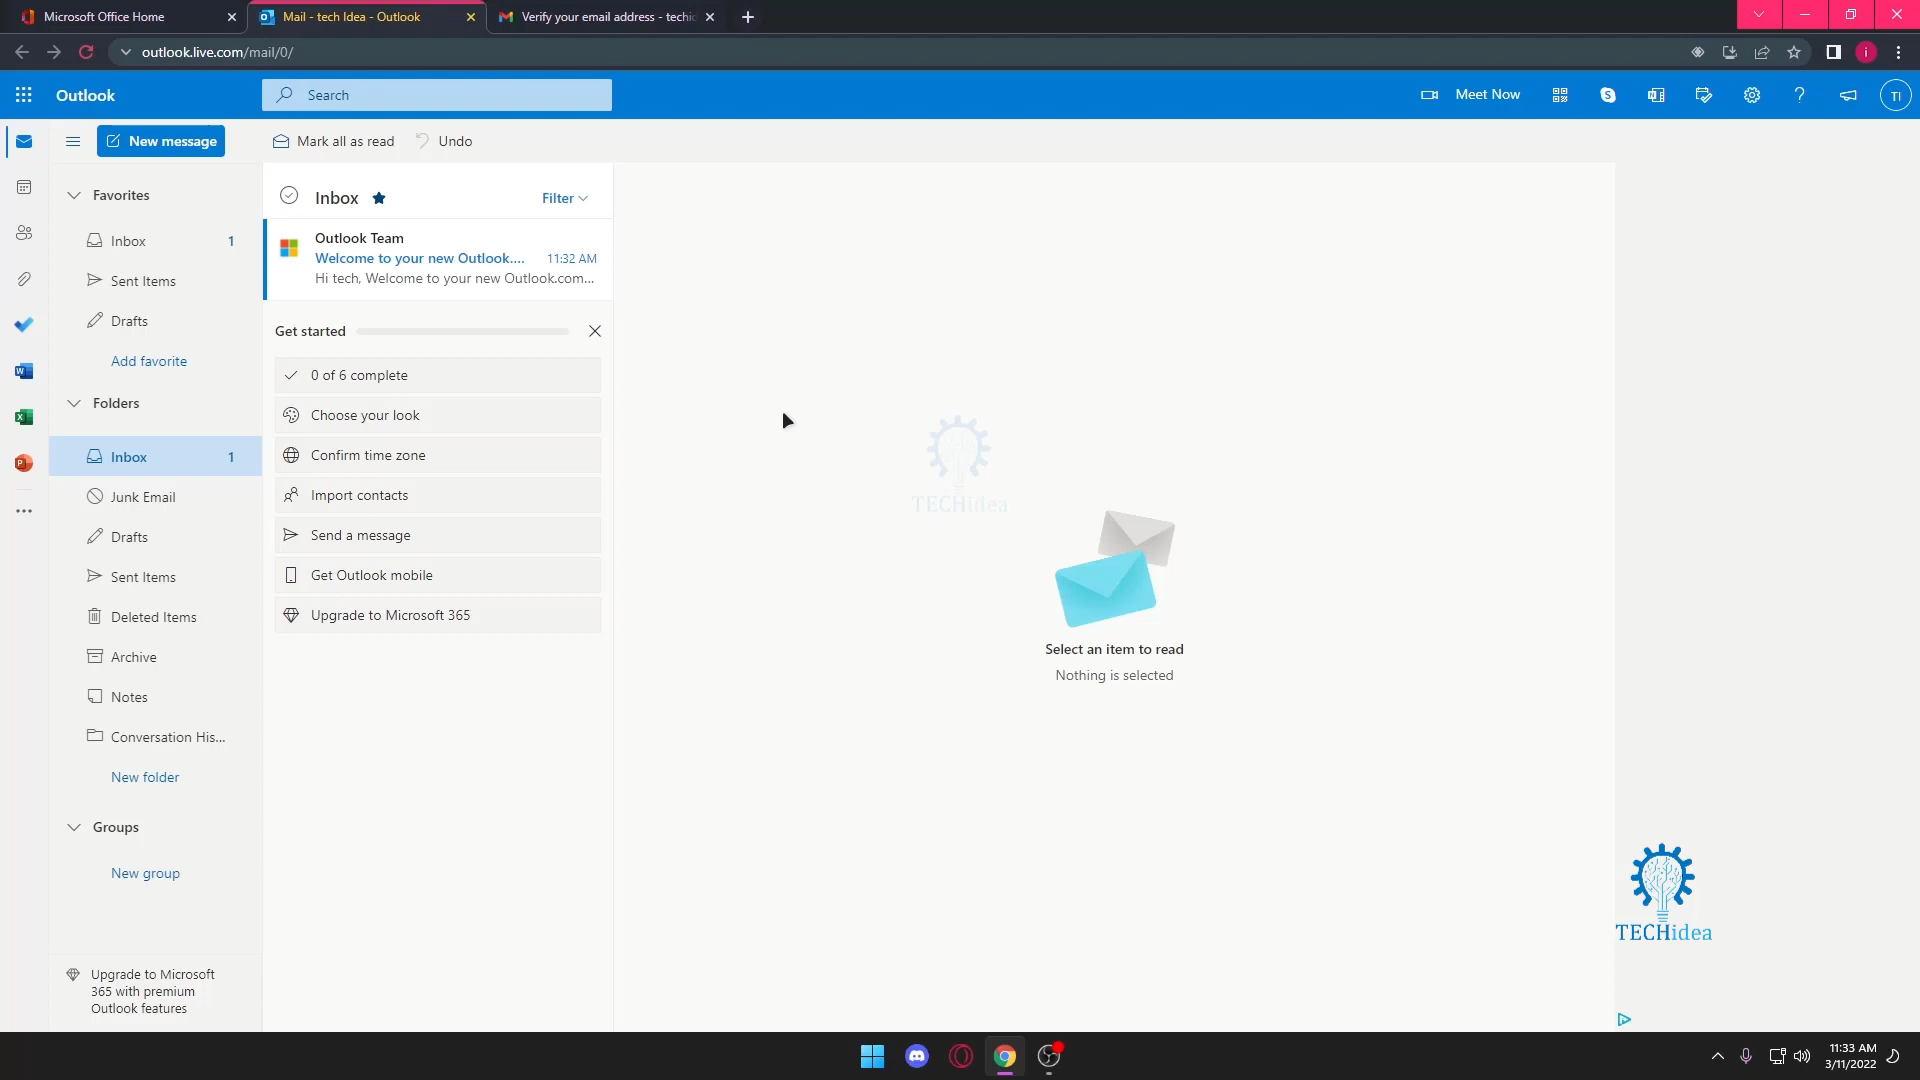 Microsoft Office Home
Mail - tech Idea - Outlook
Verify your email address - techi
outlook.live.com/mail/0/
i
Outlook
Search
Meet Now
TI
New message
Mark all as read
Undo
Favorites
Inbox 1
Sent Items
Drafts
Add favorite
Folders
Inbox 1
Junk Email
Drafts
Sent Items
Deleted Items
Archive
Notes
Conversation His...
New folder
Groups
New group
Upgrade to Microsoft
365 with premium
Outlook features
Inbox
Filter
Outlook Team
Welcome to your new Outlook.... 11:32 AM
Hi tech, Welcome to your new Outlook.com...
Get started
0 of 6 complete
Choose your look
Confirm time zone
Import contacts
Send a message
Get Outlook mobile
Upgrade to Microsoft 365
TECHidea
Select an item to read
Nothing is selected
TECHidea
11:33 AM
3/11/2022